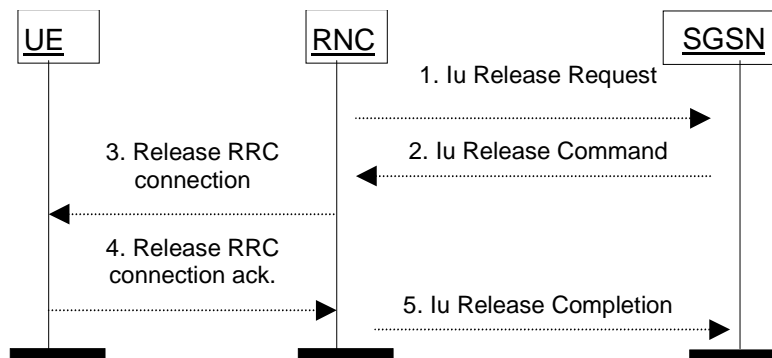 UE
RNC
SGSN
1. Iu Release Request
2. Iu Release Command
3. Release RRC
connection
4. Release RRC
connection ack.
5. Iu Release Completion